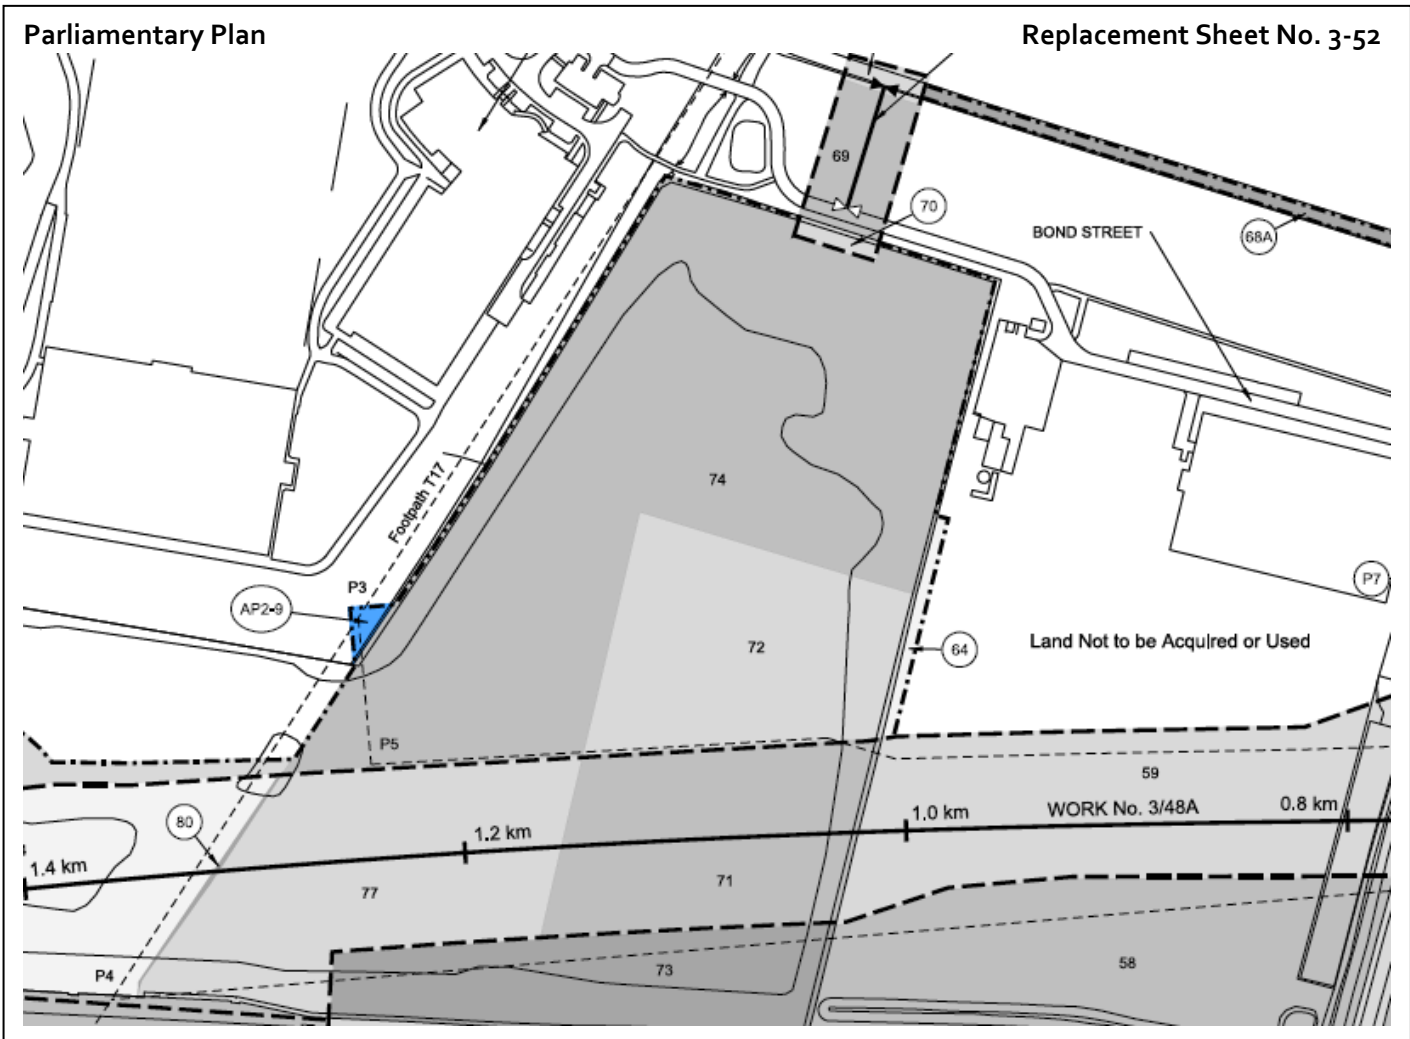 Parliamentary Plan
Replacement Sheet No. 3-52
69
70
BOND STREET
68A
74
Footpath T17
P3
AP2-9
P7
72
64
Land Not to be Acquired or Used
P5
59
80
1.4 km
1.2 km
1.0 km
WORK No. 3/48A
0.8 km
77
71
P4
73
58